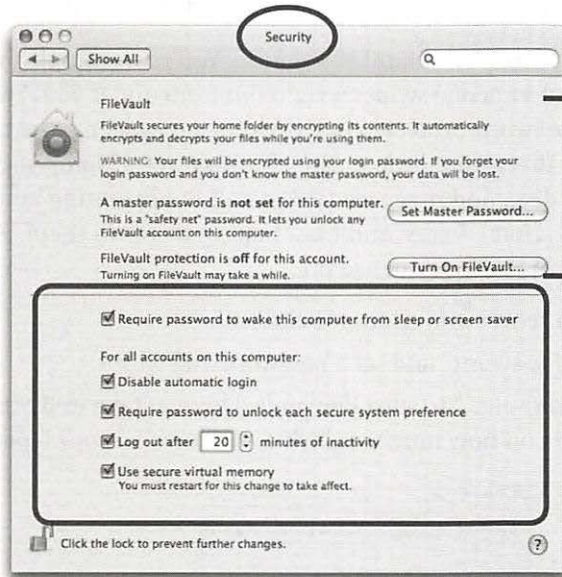 Security
Show All
FileVault
FileVault secures your home folder by encrypting its contents. It automatically
encrypts and decrypts your files while you're using them.
WARNING: Your files will be encrypted using your login password. If you forget your
login password and you don't know the master password, your data will be lost.
A master password is not set for this computer.
This is a "safety net" password. It lets you unlock any
FileVault account on this computer.
Set Master Password...
FileVault protection is off for this account.
Turning on FileVault may take a while.
Turn On FileVault...
Require password to wake this computer from sleep or screen saver
For all accounts on this computer:
Disable automatic login
Require password to unlock each secure system preference
Log out after 20 minutes of inactivity
Use secure virtual memory
You must restart for this change to take affect.
Click the lock to prevent further changes.
?